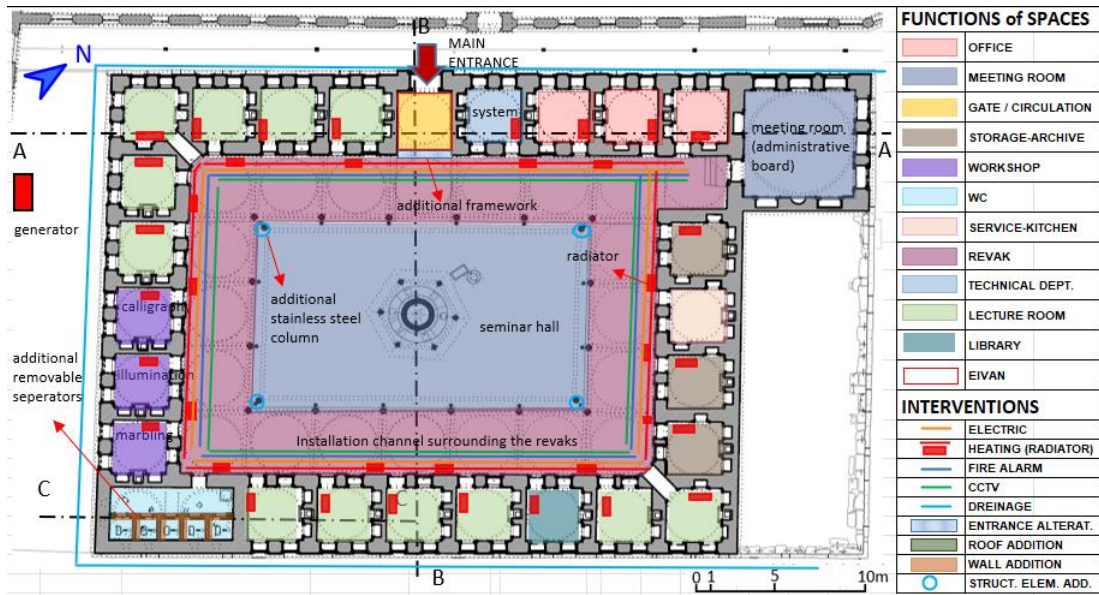 B
MAIN
ENTRANCE
N
A
A
generator
system
meeting room
(administrative
board)
additional framework
radiator
additional
stainless steel
column
seminar hall
calligraph
illumination
marbling
additional
removable
seperators
Installation channel surrounding the revaks
C
C
B
0 1 5 10m
FUNCTIONS of SPACES
OFFICE
MEETING ROOM
GATE / CIRCULATION
STORAGE-ARCHIVE
WORKSHOP
WC
SERVICE-KITCHEN
REVAK
TECHNICAL DEPT.
LECTURE ROOM
LIBRARY
EIVAN
INTERVENTIONS
ELECTRIC
HEATING (RADIATOR)
FIRE ALARM
CCTV
DREINAGE
ENTRANCE ALTERAT.
ROOF ADDITION
WALL ADDITION
STRUCT. ELEM. ADD.